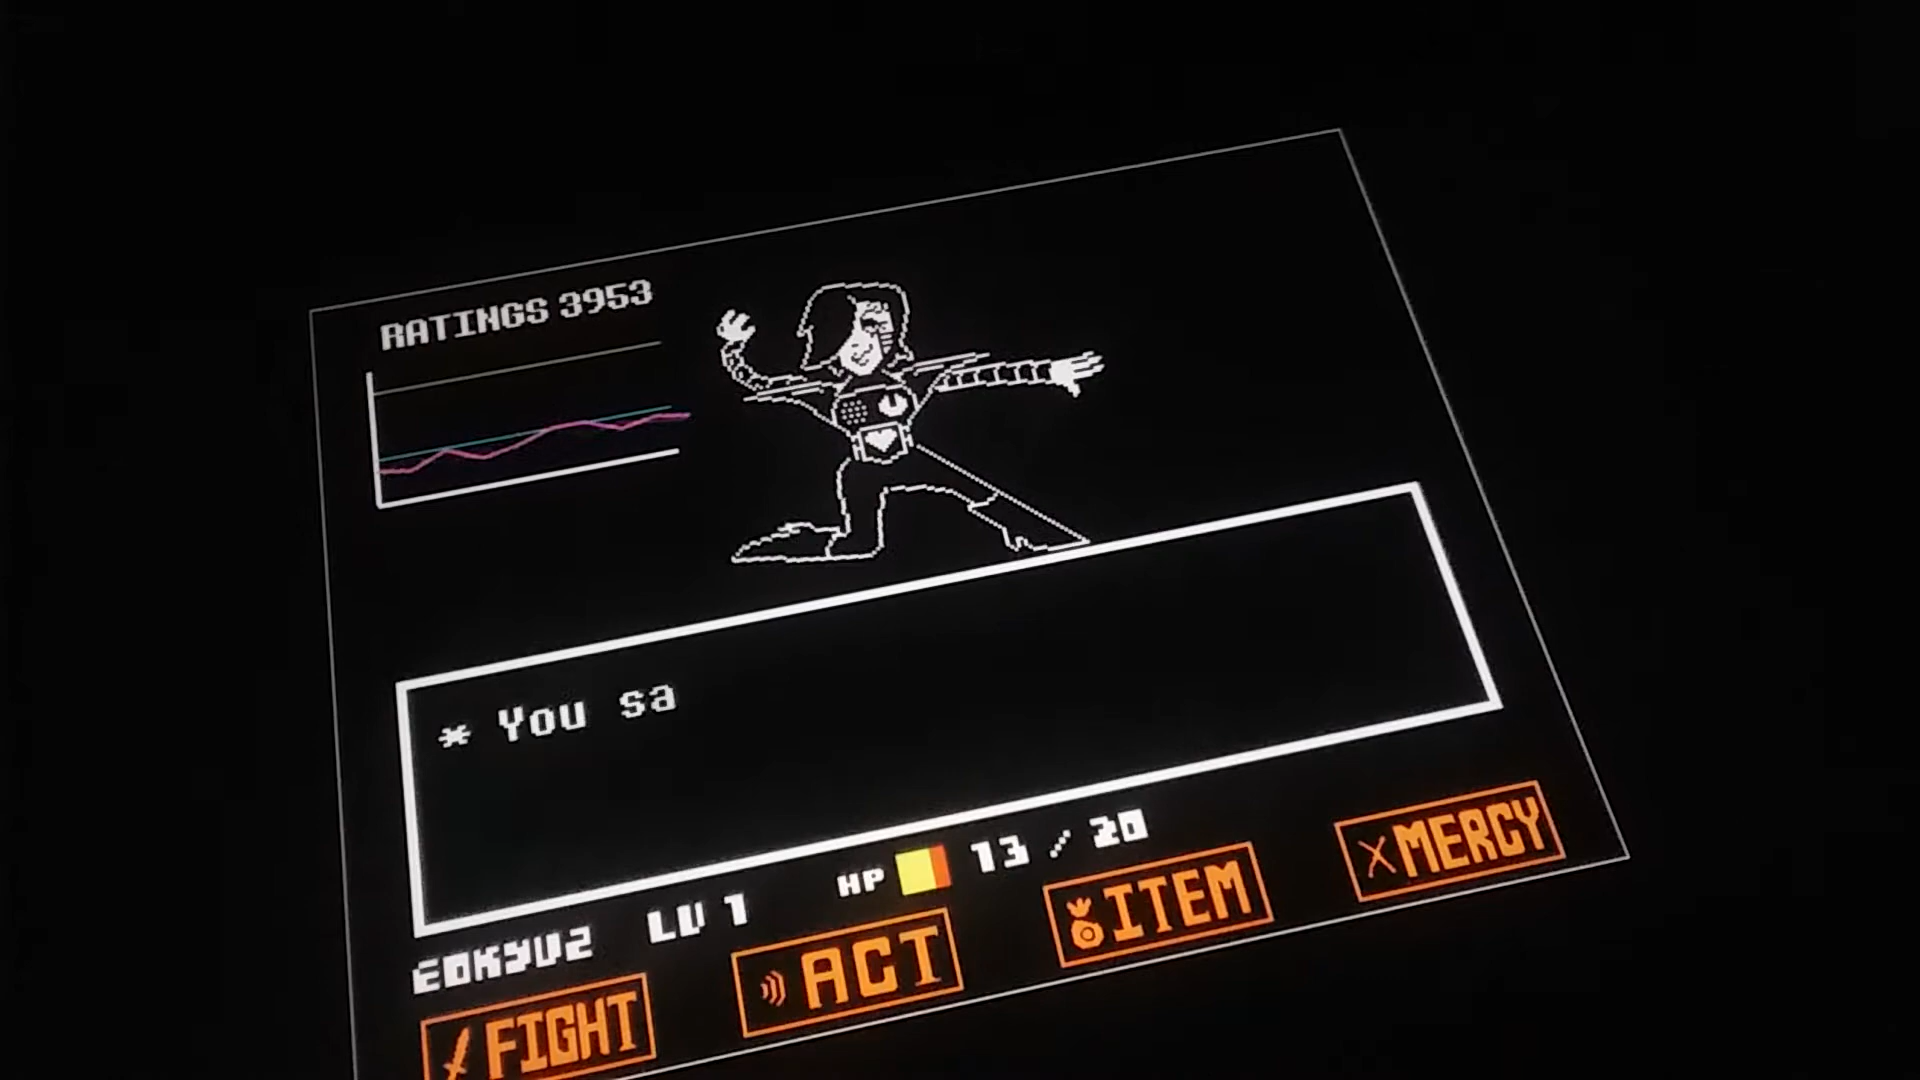 RATINGS 3953
* You sa
HP 13 / 20
EOKYU2 LV 1
FIGHT
ACT
ITEM
MERCY